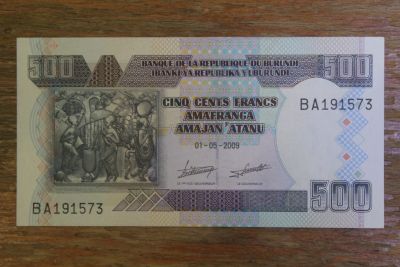 500
BANQUE DE LA REPUBLIQUE DU BURUNDI
IBANKI YA REPUBLIKA Y'UBURUNDI
500
CINQ CENTS FRANCS
AMAFRANGA
AMAJAN'ATANU
BA191573
01-05-2009
BA191573
500